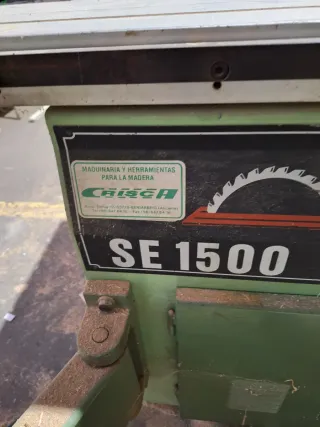 MAQUINARIA Y HERRAMIENTAS
PARA LA MADERA
CRISCA
SE 1500